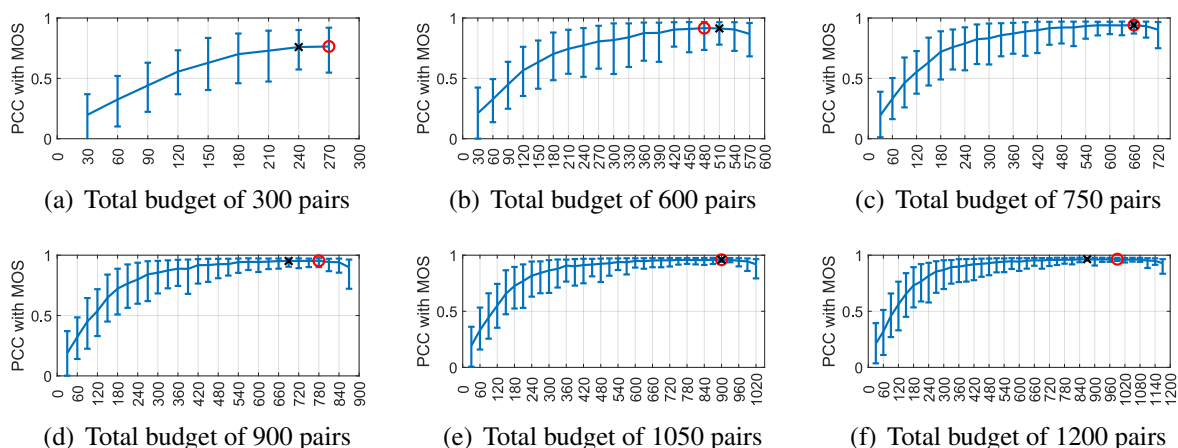 PCC with MOS
1
0.5
0
0 30 60 90 120 150 180 210 240 270 300
(a) Total budget of 300 pairs
PCC with MOS
1
0.5
0
0 30 60 90 120 150 180 210 240 270 300 330 360 390 420 450 480 510 540 570 600
(b) Total budget of 600 pairs
PCC with MOS
1
0.5
0
0 60 120 180 240 300 360 420 480 540 600 660 720
(c) Total budget of 750 pairs
PCC with MOS
1
0.5
0
0 60 120 180 240 300 360 420 480 540 600 660 720 780 840 900
(d) Total budget of 900 pairs
PCC with MOS
1
0.5
0
0 60 120 180 240 300 360 420 480 540 600 660 720 780 840 900 960 1020
(e) Total budget of 1050 pairs
PCC with MOS
1
0.5
0
0 60 120 180 240 300 360 420 480 540 600 660 720 780 840 900 960 1020 1080 1140 1200
(f) Total budget of 1200 pairs